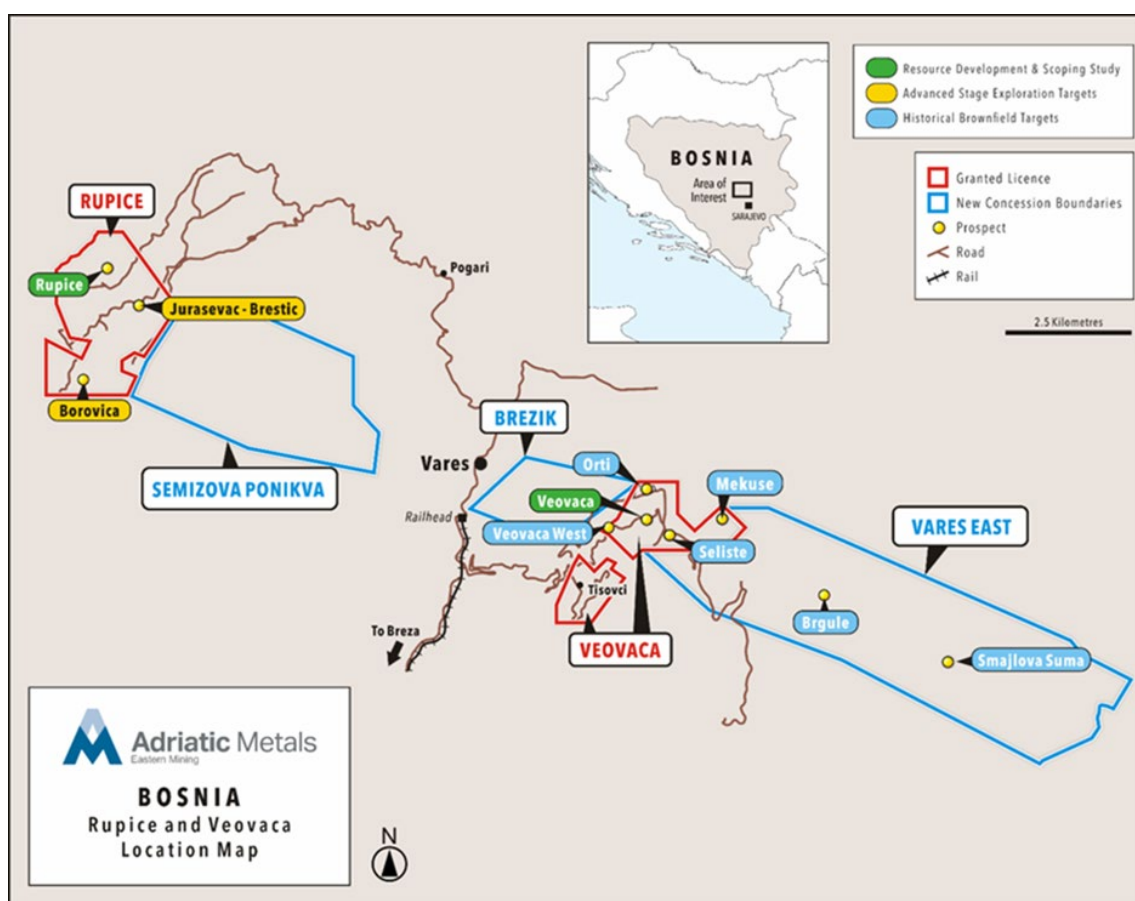 Resource Development & Scoping Study
Advanced Stage Exploration Targets
Historical Brownfield Targets
BOSNIA
Area of
Interest
SARAJEVO
Granted Licence
New Concession Boundaries
Prospect
Road
Rail
2.5 Kilometres
RUPICE
Rupice
Jurasevac - Brestic
Borovica
SEMIZOVA PONIKVA
Pogari
BREZIK
Vares
Orti
Mekuse
Veovaca
Railhead
Veovaca West
Seliste
VARES EAST
Tisovci
Brgule
To Breza
VEOVACA
Smajlova Suma
Adriatic Metals
Eastern Mining
BOSNIA
Rupice and Veovaca
Location Map
N